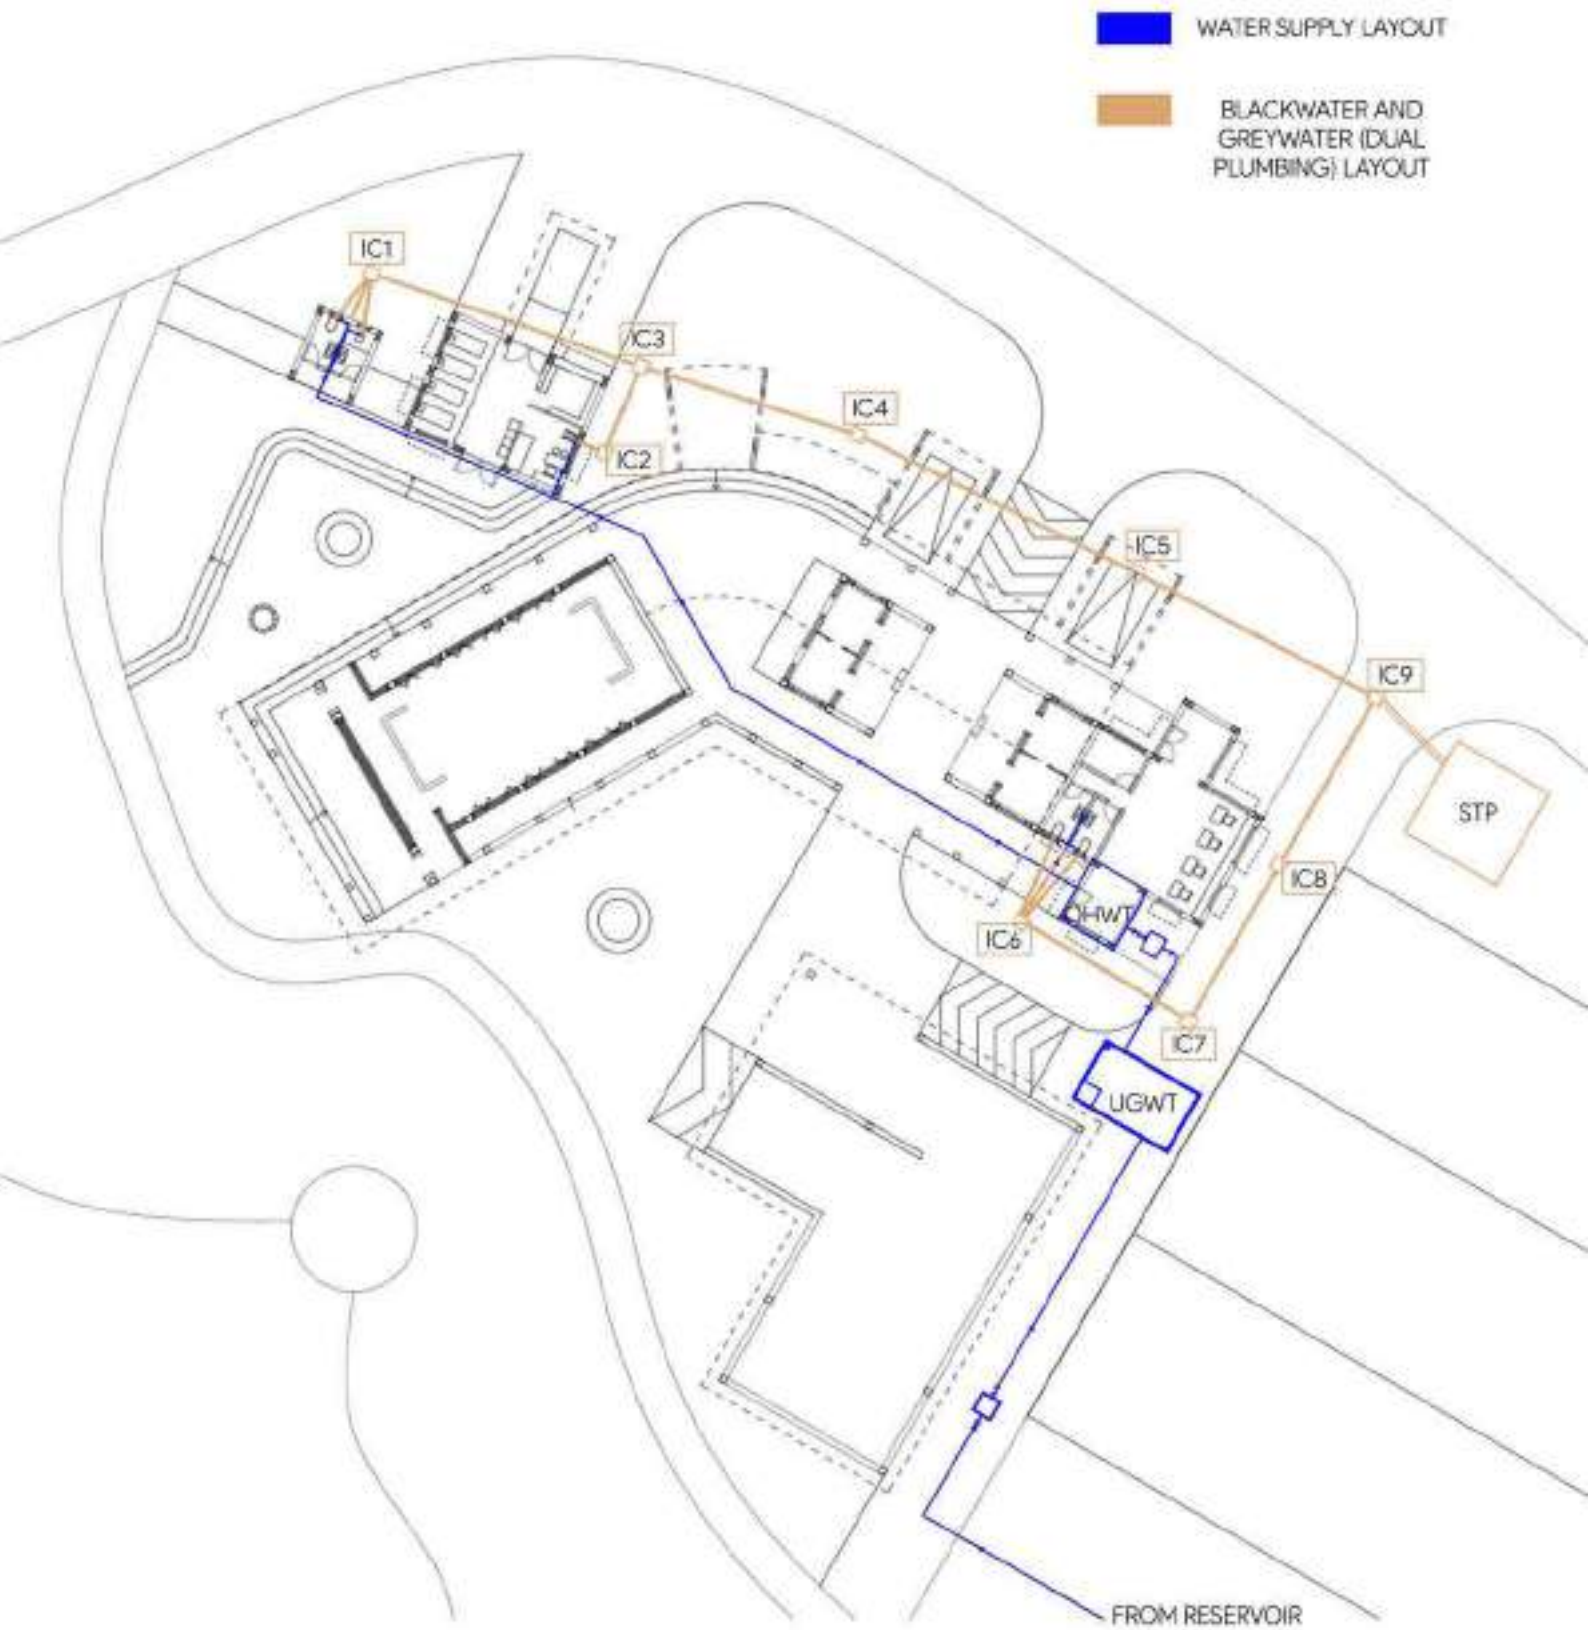 WATER SUPPLY LAYOUT
BLACKWATER AND
GREYWATER (DUAL
PLUMBING) LAYOUT
IC1
IC3
IC4
IC2
IC5
IC9
STP
IC8
OHWT
IC6
IC7
UGWT
FROM RESERVOIR